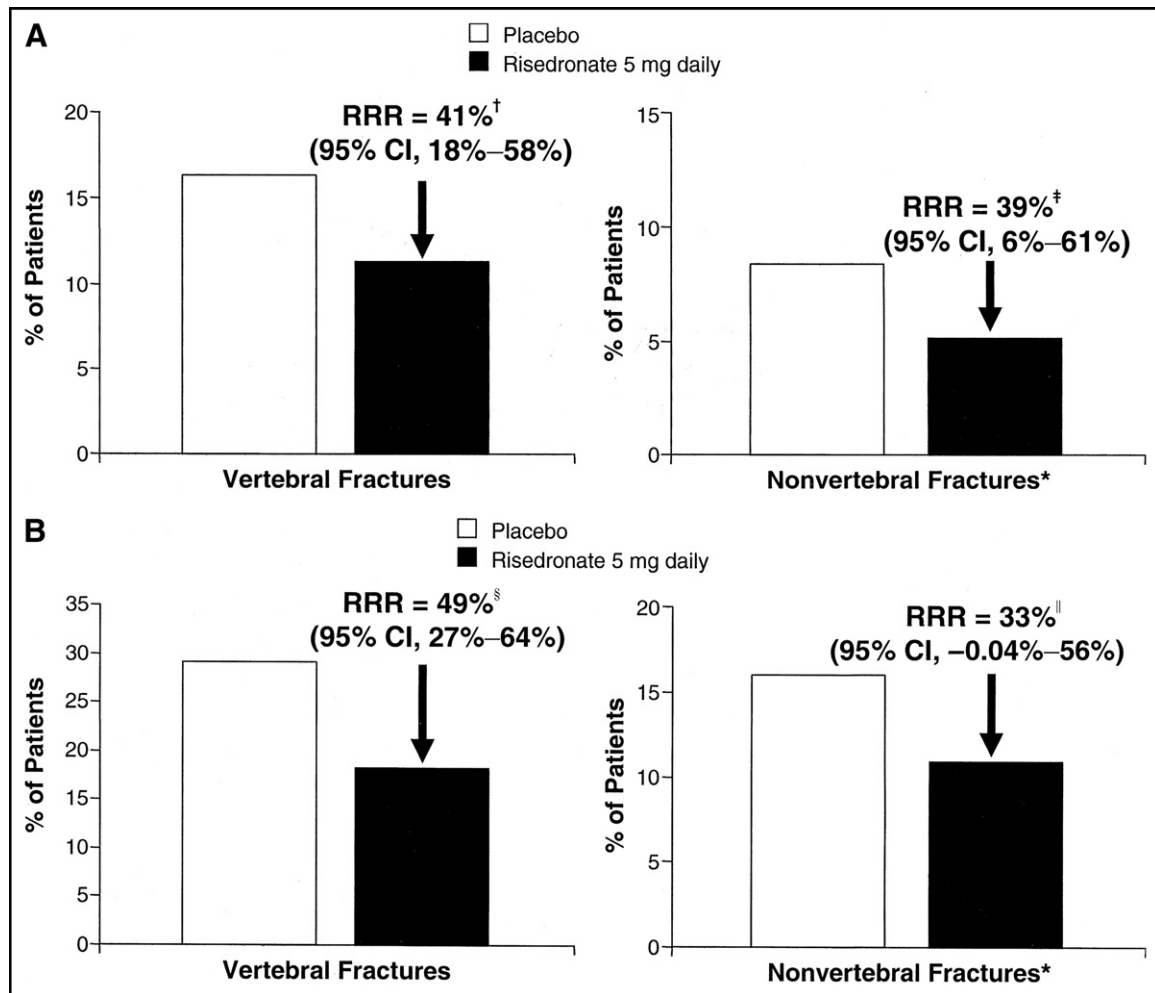 A
Placebo
Risedronate 5 mg daily
20
15
10
5
0
% of Patients
RRR = 41%†
(95% CI, 18%–58%)
Vertebral Fractures
15
10
5
0
% of Patients
RRR = 39%‡
(95% CI, 6%–61%)
Nonvertebral Fractures*
B
Placebo
Risedronate 5 mg daily
35
30
25
20
15
10
5
0
% of Patients
RRR = 49%§
(95% CI, 27%–64%)
Vertebral Fractures
20
15
10
5
0
% of Patients
RRR = 33%||
(95% CI, –0.04%–56%)
Nonvertebral Fractures*